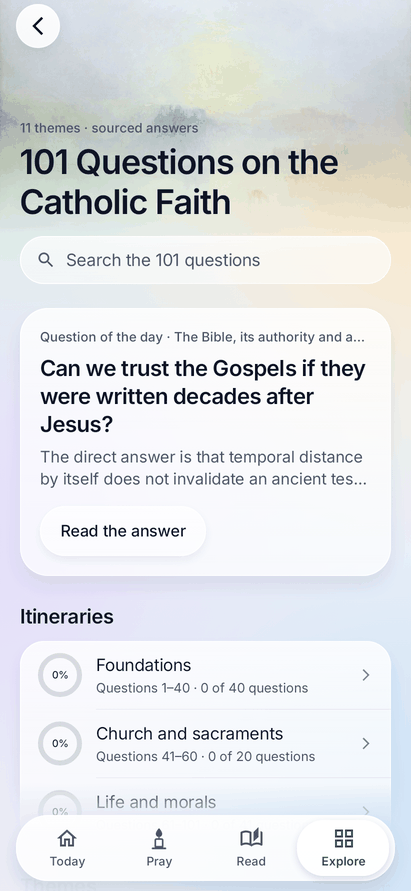 11 themes · sourced answers
101 Questions on the
Catholic Faith
Search the 101 questions
Question of the day · The Bible, its authority and a...
Can we trust the Gospels if they
were written decades after
Jesus?
The direct answer is that temporal distance
by itself does not invalidate an ancient tes...
Read the answer
Itineraries
0%
Foundations
Questions 1–40 · 0 of 40 questions
0%
Church and sacraments
Questions 41–60 · 0 of 20 questions
0%
Life and morals
Today
Pray
Read
Explore
Themes